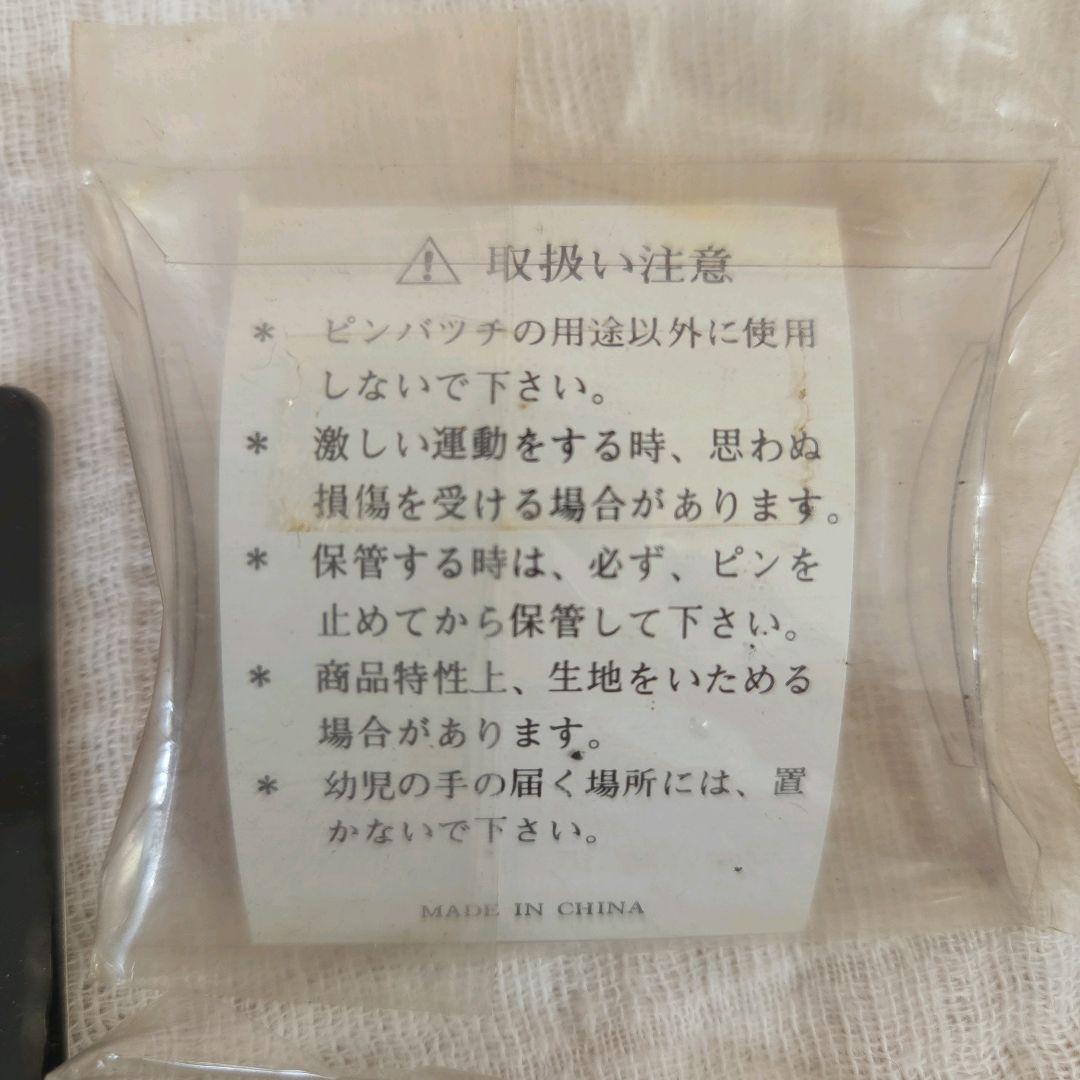 ⚠ 取扱い注意
* ピンバツチの用途以外に使用
しないで下さい。
* 激しい運動をする時、思わぬ
損傷を受ける場合があります。
* 保管する時は、必ず、ピンを
止めてから保管して下さい。
* 商品特性上、生地をいためる
場合があります。
* 幼児の手の届く場所には、置
かないで下さい。
MADE IN CHINA